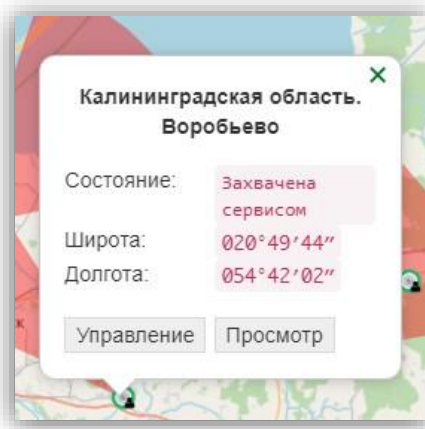 Калининградская область.
Воробьево
Состояние: Захвачена
сервисом
Широта: 020°49′44″
Долгота: 054°42′02″
Управление Просмотр